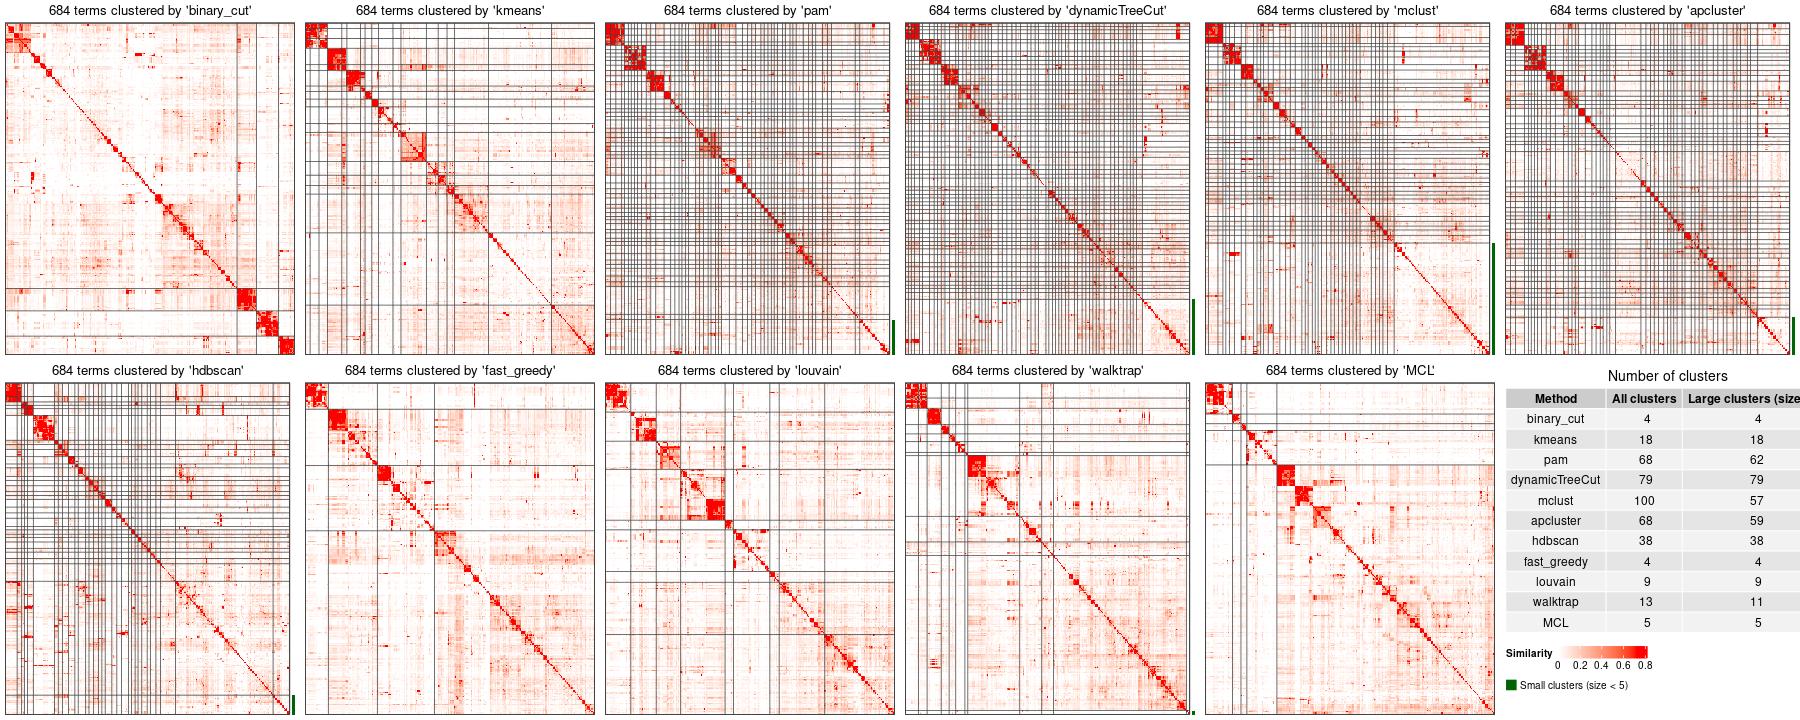 684 terms clustered by 'binary_cut'
684 terms clustered by 'kmeans'
684 terms clustered by 'pam'
684 terms clustered by 'dynamicTreeCut'
684 terms clustered by 'mclust'
684 terms clustered by 'apcluster'
684 terms clustered by 'hdbscan'
684 terms clustered by 'fast_greedy'
684 terms clustered by 'louvain'
684 terms clustered by 'walktrap'
684 terms clustered by 'MCL'
Number of clusters
Method All clusters Large clusters (size
binary_cut 4 4
kmeans 18 18
pam 68 62
dynamicTreeCut 79 79
mclust 100 57
apcluster 68 59
hdbscan 38 38
fast_greedy 4 4
louvain 9 9
walktrap 13 11
MCL 5 5
Similarity
0 0.2 0.4 0.6 0.8
Small clusters (size < 5)